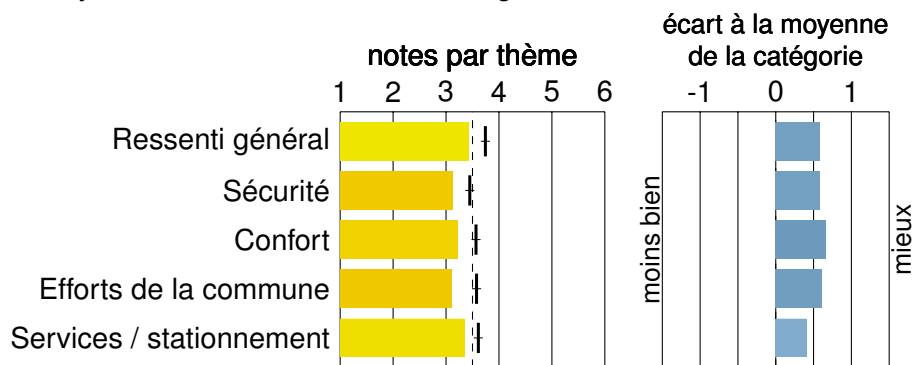 écart à la moyenne
de la catégorie
notes par thème
1 2 3 4 5 6
-1 0 1
Ressenti général
Sécurité
Confort
Efforts de la commune
Services / stationnement
moins bien
mieux